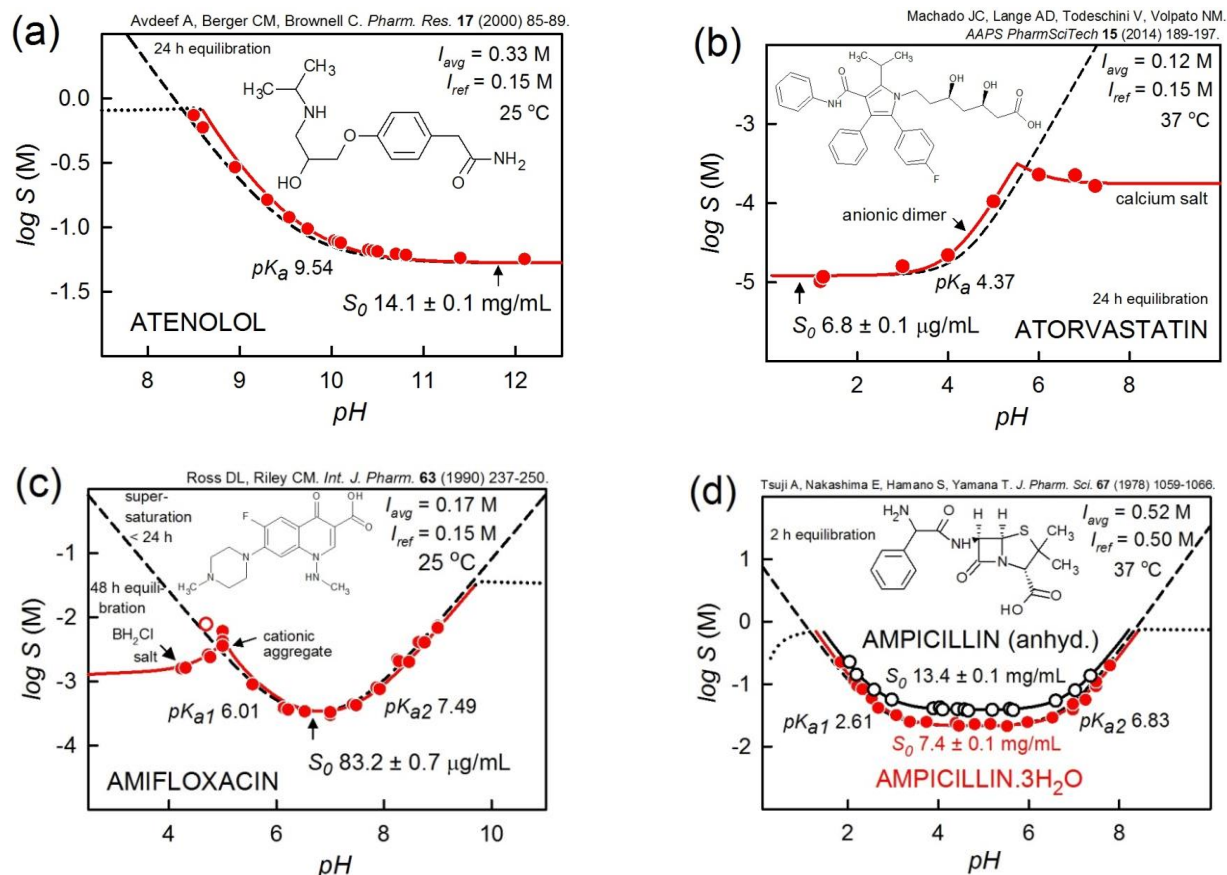 (a)
Avdeef A, Berger CM, Brownell C. Pharm. Res. 17 (2000) 85-89.
24 h equilibration
I_avg = 0.33 M
I_ref = 0.15 M
25 °C
CH3
H3C
NH
O
HO
O
NH2
log S (M)
0.0
-0.5
-1.0
-1.5
pKa 9.54
S0 14.1 ± 0.1 mg/mL
ATENOLOL
8 9 10 11 12
pH
(b)
Machado JC, Lange AD, Todeschini V, Volpato NM.
AAPS PharmSciTech 15 (2014) 189-197.
I_avg = 0.12 M
I_ref = 0.15 M
37 °C
H3C
CH3
O
NH
N
OH
OH
O
OH
F
log S (M)
-3
-4
-5
calcium salt
anionic dimer
pKa 4.37
S0 6.8 ± 0.1 μg/mL
24 h equilibration
ATORVASTATIN
2 4 6 8
pH
(c)
Ross DL, Riley CM. Int. J. Pharm. 63 (1990) 237-250.
super-
saturation
< 24 h
I_avg = 0.17 M
I_ref = 0.15 M
25 °C
O
OH
O
F
N
N
H3C
N
HN
CH3
48 h equili-
bration
BH2Cl
salt
cationic
aggregate
log S (M)
-1
-2
-3
-4
pKa1 6.01
pKa2 7.49
S0 83.2 ± 0.7 μg/mL
AMIFLOXACIN
4 6 8 10
pH
(d)
Tsuji A, Nakashima E, Hamano S, Yamana T. J. Pharm. Sci. 67 (1978) 1059-1066.
2 h equilibration
I_avg = 0.52 M
I_ref = 0.50 M
37 °C
H2N
O
NH
H
H
S
CH3
CH3
N
O
O
HO
log S (M)
1
0
-1
-2
AMPICILLIN (anhyd.)
S0 13.4 ± 0.1 mg/mL
pKa1 2.61
pKa2 6.83
S0 7.4 ± 0.1 mg/mL
AMPICILLIN.3H2O
2 4 6 8
pH